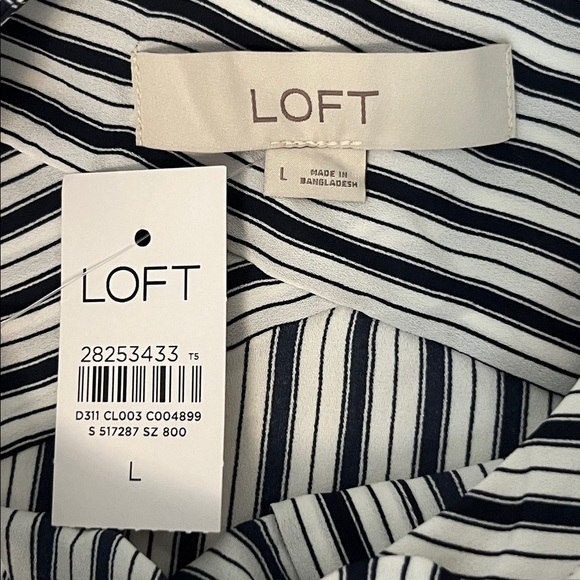 LOFT
L
MADE IN
BANGLADESH
LOFT
28253433 T5
D311 CL003 C004899
S 517287 SZ 800
L